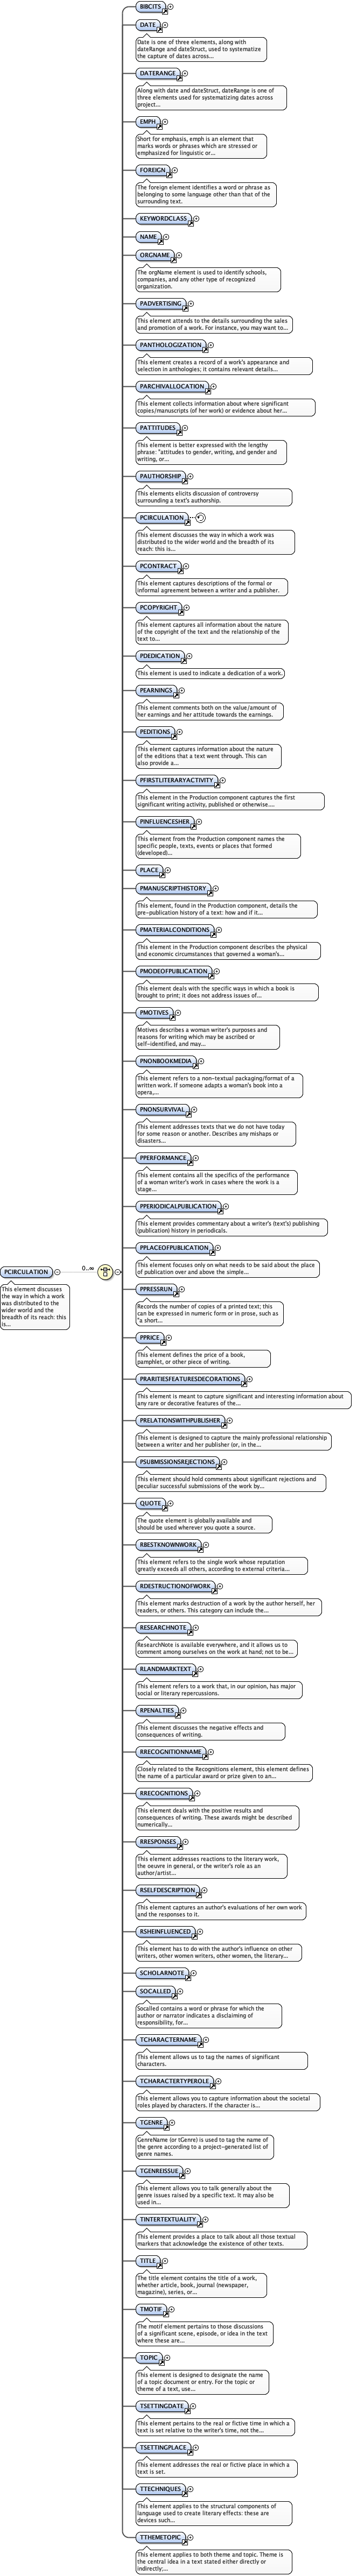 BIBCITS
DATE
Date is one of three elements, along with
dateRange and dateStruct, used to systematize
the capture of dates across...
DATERANGE
Along with date and dateStruct, dateRange is one of
three elements used for systematizing dates across
project...
EMPH
Short for emphasis, emph is an element that
marks words or phrases which are stressed or
emphasized for linguistic or...
FOREIGN
The foreign element identifies a word or phrase as
belonging to some language other than that of the
surrounding text.
KEYWORDCLASS
NAME
ORGNAME
The orgName element is used to identify schools,
companies, and any other type of recognized
organization.
PADVERTISING
This element attends to the details surrounding the sales
and promotion of a work. For instance, you may want to...
PANTHOLOGIZATION
This element creates a record of a work's appearance and
selection in anthologies; it contains relevant details...
PARCHIVALLOCATION
This element collects information about where significant
copies/manuscripts (of her work) or evidence about her...
PATTITUDES
This element is better expressed with the lengthy
phrase: "attitudes to gender, writing, and gender and
writing, or...
PAUTHORSHIP
This elements elicits discussion of controversy
surrounding a text's authorship.
PCIRCULATION
This element discusses the way in which a work was
distributed to the wider world and the breadth of its
reach: this is...
PCONTRACT
This element captures descriptions of the formal or
informal agreement between a writer and a publisher.
PCOPYRIGHT
This element captures all information about the nature
of the copyright of the text and the relationship of the
text to...
PDEDICATION
This element is used to indicate a dedication of a work.
PEARNINGS
This element comments both on the value/amount of
her earnings and her attitude towards the earnings.
PEDITIONS
This element captures information about the nature
of the editions that a text went through. This can
also provide a...
PFIRSTLITERARYACTIVITY
This element in the Production component captures the first
significant writing activity, published or otherwise....
PINFLUENCESHER
This element from the Production component names the
specific people, texts, events or places that formed
(developed)...
PLACE
PMANUSCRIPTHISTORY
This element, found in the Production component, details the
pre-publication history of a text: how and if it...
PMATERIALCONDITIONS
This element in the Production component describes the physical
and economic circumstances that governed a woman's...
PMODEOFPUBLICATION
This element deals with the specific ways in which a book is
brought to print; it does not address issues of...
PMOTIVES
Motives describes a woman writer's purposes and
reasons for writing which may be ascribed or
self-identified, and may...
PNONBOOKMEDIA
This element refers to a non-textual packaging/format of a
written work. If someone adapts a woman's book into a
opera,...
PNONSURVIVAL
This element addresses texts that we do not have today
for some reason or another. Describes any mishaps or
disasters...
PPERFORMANCE
This element contains all the specifics of the performance
of a woman writer's work in cases where the work is a
stage...
PPERIODICALPUBLICATION
This element provides commentary about a writer's (text's) publishing
(publication) history in periodicals.
PPLACEOFPUBLICATION
This element focuses only on what needs to be said about the place
of publication over and above the simple...
PPRESSRUN
Records the number of copies of a printed text; this
can be expressed in numeric form or in prose, such as
"a short...
PCIRCULATION
0..∞
This element discusses
the way in which a work
was distributed to the
wider world and the
breadth of its reach: this
is...
PPRICE
This element defines the price of a book,
pamphlet, or other piece of writing.
PRARITIESFEATURESDECORATIONS
This element is meant to capture significant and interesting information about
any rare or decorative features of the...
PRELATIONSWITHPUBLISHER
This element is designed to capture the mainly professional relationship
between a writer and her publisher (or, in the...
PSUBMISSIONSREJECTIONS
This element should hold comments about significant rejections and
peculiar successful submissions of the work by...
QUOTE
The quote element is globally available and
should be used wherever you quote a source.
RBESTKNOWNWORK
This element refers to the single work whose reputation
greatly exceeds all others, according to external criteria...
RDESTRUCTIONOFWORK
This element marks destruction of a work by the author herself, her
readers, or others. This category can include the...
RESEARCHNOTE
ResearchNote is available everywhere, and it allows us to
comment among ourselves on the work at hand; not to be...
RLANDMARKTEXT
This element refers to a work that, in our opinion, has major
social or literary repercussions.
RPENALTIES
This element discusses the negative effects and
consequences of writing.
RRECOGNITIONNAME
Closely related to the Recognitions element, this element defines
the name of a particular award or prize given to an...
RRECOGNITIONS
This element deals with the positive results and
consequences of writing. These awards might be described
numerically...
RRESPONSES
This element addresses reactions to the literary work,
the oeuvre in general, or the writer's role as an
author/artist...
RSELFDESCRIPTION
This element captures an author's evaluations of her own work
and the responses to it.
RSHEINFLUENCED
This element has to do with the author's influence on other
writers, other women writers, other women, the literary...
SCHOLARNOTE
SOCALLED
Socalled contains a word or phrase for which the
author or narrator indicates a disclaiming of
responsibility, for...
TCHARACTERNAME
This element allows us to tag the names of significant
characters.
TCHARACTERTYPEROLE
This element allows you to capture information about the societal
roles played by characters. If the character is...
TGENRE
GenreName (or tGenre) is used to tag the name of
the genre according to a project-generated list of
genre names.
TGENREISSUE
This element allows you to talk generally about the
genre issues raised by a specific text. It may also be
used in...
TINTERTEXTUALITY
This element provides a place to talk about all those textual
markers that acknowledge the existence of other texts.
TITLE
The title element contains the title of a work,
whether article, book, journal (newspaper,
magazine), series, or...
TMOTIF
The motif element pertains to those discussions
of a significant scene, episode, or idea in the text
where these are...
TOPIC
This element is designed to designate the name
of a topic document or entry. For the topic or
theme of a text, use...
TSETTINGDATE
This element pertains to the real or fictive time in which a
text is set relative to the writer's time, not the...
TSETTINGPLACE
This element addresses the real or fictive place in which a
text is set.
TTECHNIQUES
This element applies to the structural components of
language used to create literary effects: these are
devices such...
TTHEMETOPIC
This element applies to both theme and topic. Theme is
the central idea in a text stated either directly or
indirectly;...